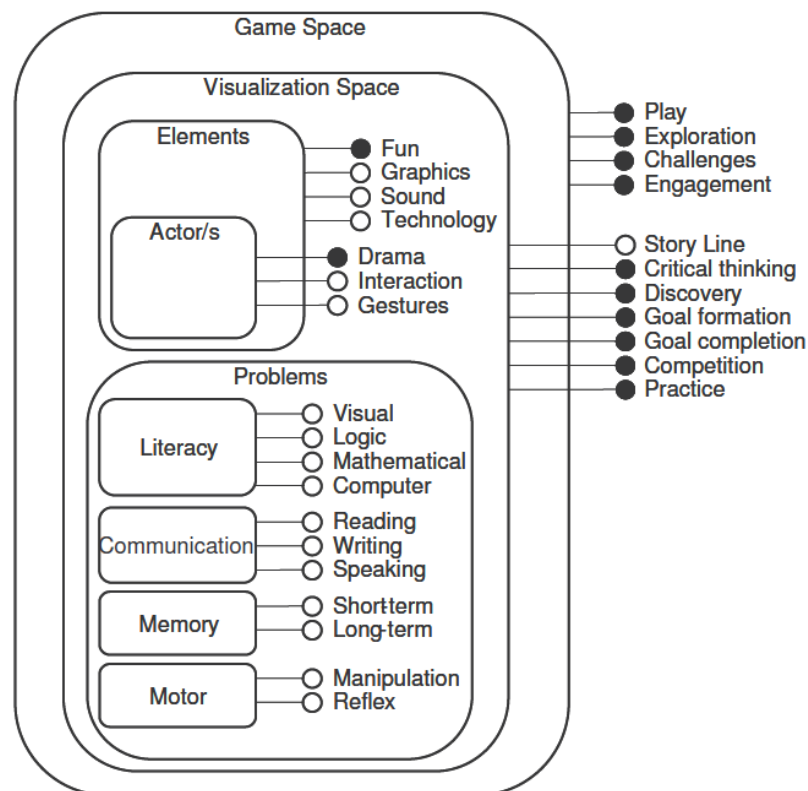 Game Space
Visualization Space
Elements
Fun
Graphics
Sound
Technology
Actor/s
Drama
Interaction
Gestures
Play
Exploration
Challenges
Engagement
Story Line
Critical thinking
Discovery
Goal formation
Goal completion
Competition
Practice
Problems
Literacy
Visual
Logic
Mathematical
Computer
Communication
Reading
Writing
Speaking
Memory
Short-term
Long-term
Motor
Manipulation
Reflex